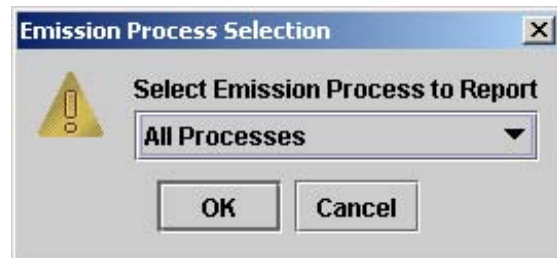 Emission Process Selection
Select Emission Process to Report
All Processes
OK Cancel